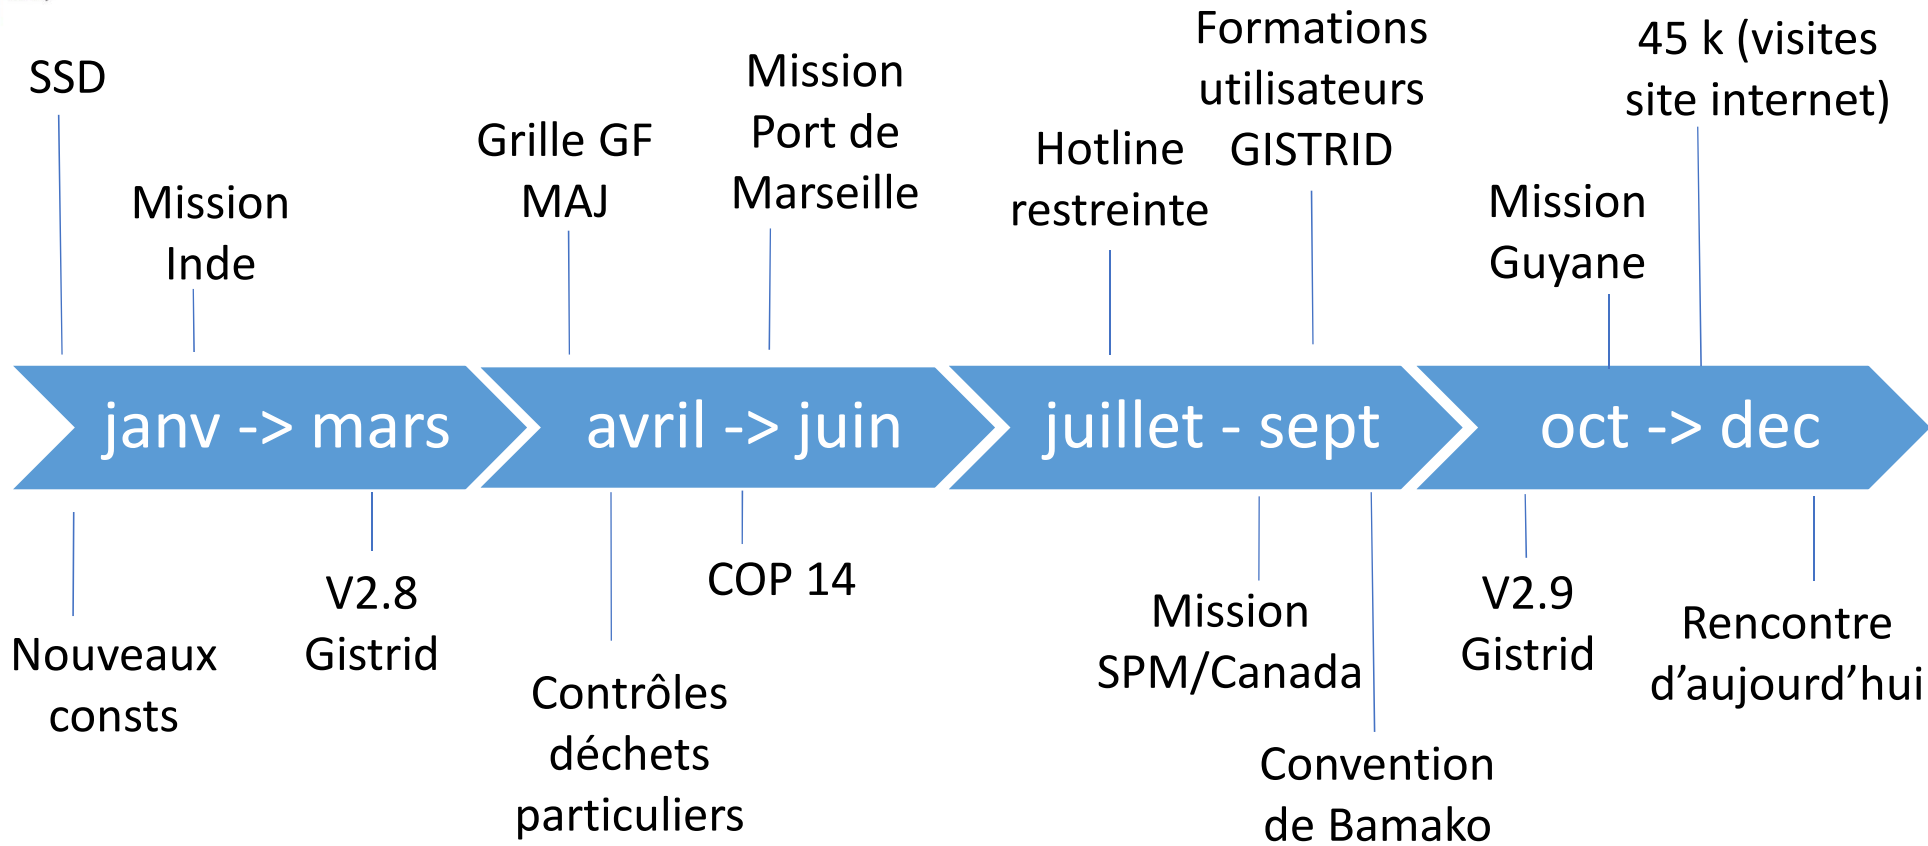 SSD
Mission
Inde
Grille GF
MAJ
Mission
Port de
Marseille
Hotline
restreinte
Formations
utilisateurs
GISTRID
Mission
Guyane
45 k (visites
site internet)
janv -> mars
avril -> juin
juillet - sept
oct -> dec
Nouveaux
consts
V2.8
Gistrid
Contrôles
déchets
particuliers
COP 14
Mission
SPM/Canada
Convention
de Bamako
V2.9
Gistrid
Rencontre
d’aujourd’hui